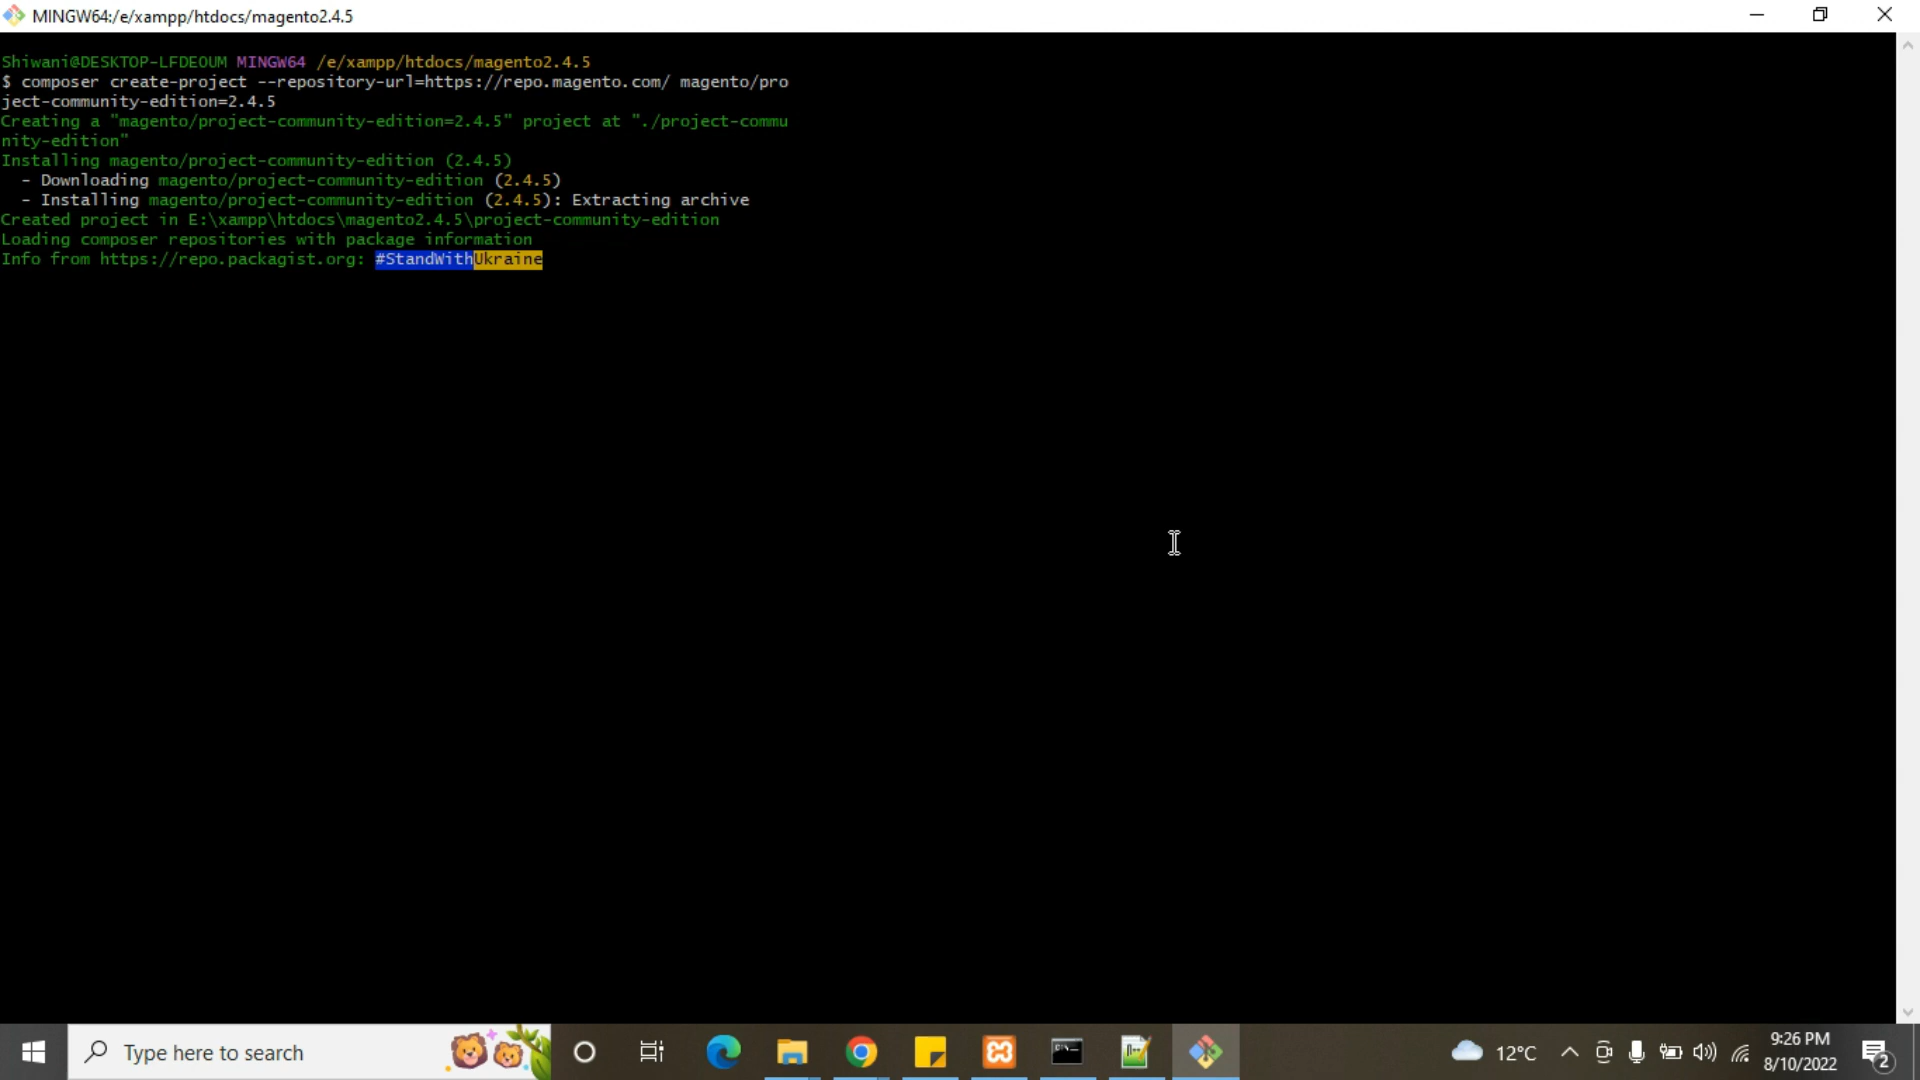 MINGW64:/e/xampp/htdocs/magento2.4.5
Shiwani@DESKTOP-LFDEOUM MINGW64 /e/xampp/htdocs/magento2.4.5
$ composer create-project --repository-url=https://repo.magento.com/ magento/pro
ject-community-edition=2.4.5
Creating a "magento/project-community-edition=2.4.5" project at "./project-commu
nity-edition"
Installing magento/project-community-edition (2.4.5)
- Downloading magento/project-community-edition (2.4.5)
- Installing magento/project-community-edition (2.4.5): Extracting archive
Created project in E:\xampp\htdocs\magento2.4.5\project-community-edition
Loading composer repositories with package information
Info from https://repo.packagist.org: #StandWithUkraine
Type here to search
12°C
9:26 PM
8/10/2022
2